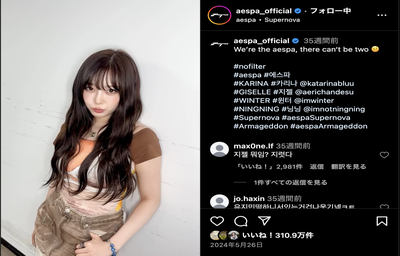 aespa_official • フォロー中
aespa • Supernova
aespa_official 35週間前
We're the aespa, there can't be two 🙂
#nofilter
#aespa #에스파
#KARINA #카리나 @katarinabluu
#GISELLE #지젤 @aerichandesu
#WINTER #윈터 @imwinter
#NINGNING #닝닝 @imnotningning
#Supernova #aespaSupernova
#Armageddon #aespaArmageddon
max0ne.lf 35週間前
지젤 뭐임? 지렷다
「いいね！」2,981件 返信 翻訳を見る
1件すべての返信を見る
jo.haxin 35週間前
いいね！310.9万件
2024年5月26日